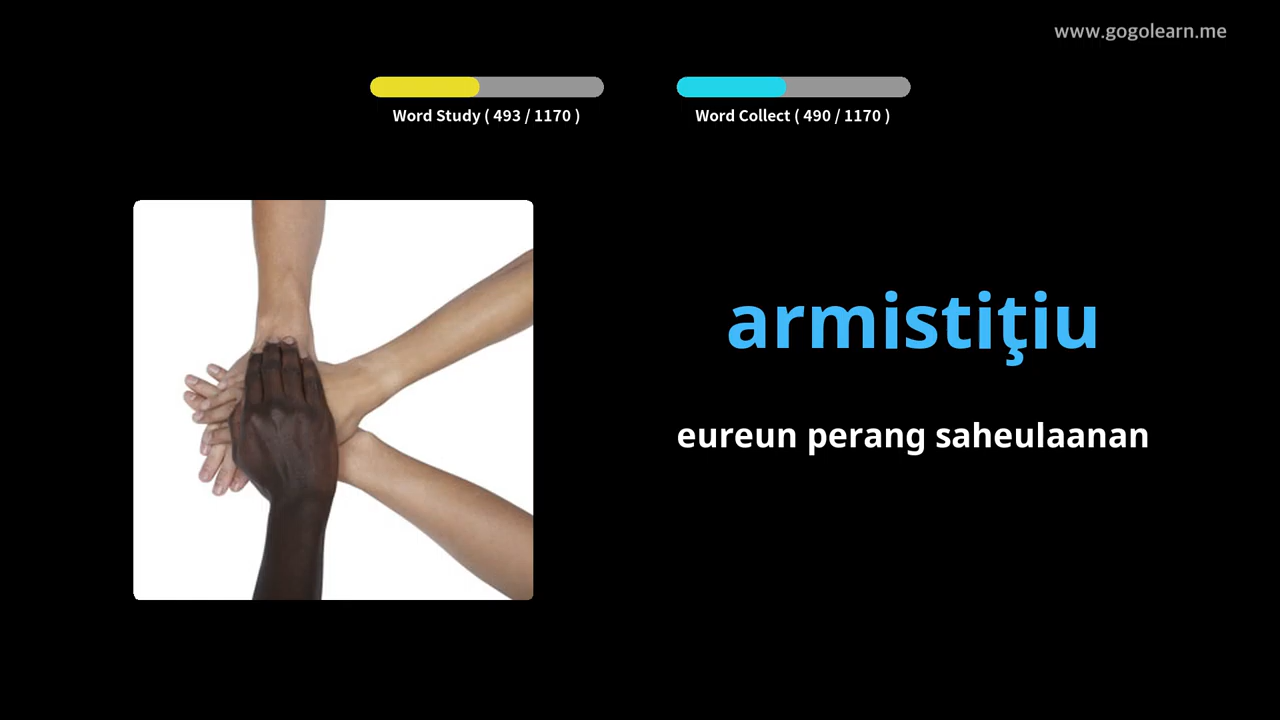 www.gogolearn.me
Word Study ( 493 / 1170 )
Word Collect ( 490 / 1170 )
armistiţiu
eureun perang saheulaanan